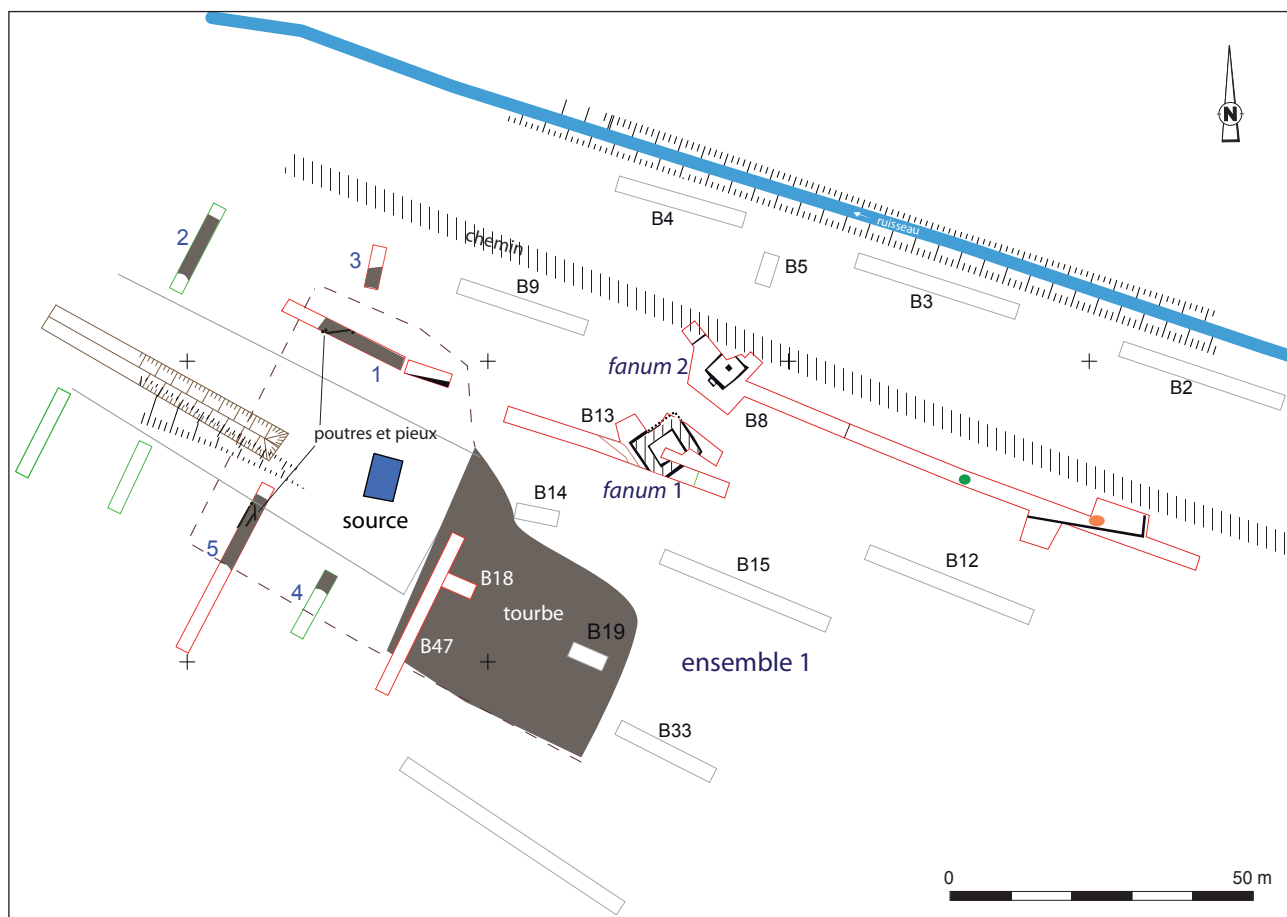 N
B4
ruisseau
2
chemin
B5
3
B9
B3
1
fanum 2
B2
B13
B8
poutres et pieux
fanum 1
source
B14
5
B15
B12
4
B18
tourbe
B19
B47
ensemble 1
B33
0 50 m